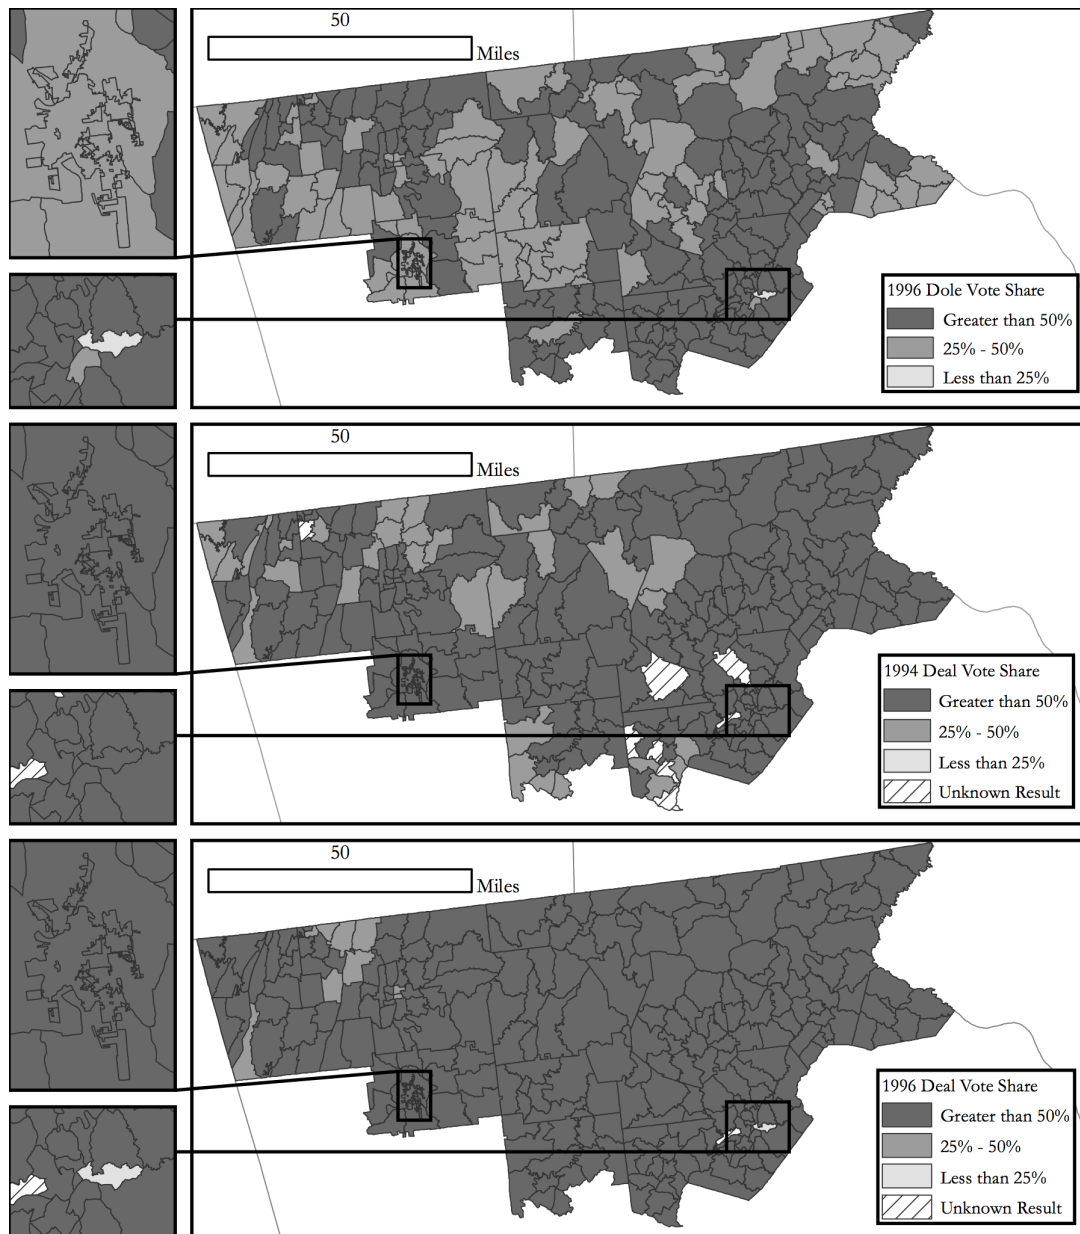 50
Miles
1996 Dole Vote Share
Greater than 50%
25% - 50%
Less than 25%
50
Miles
1994 Deal Vote Share
Greater than 50%
25% - 50%
Less than 25%
Unknown Result
50
Miles
1996 Deal Vote Share
Greater than 50%
25% - 50%
Less than 25%
Unknown Result